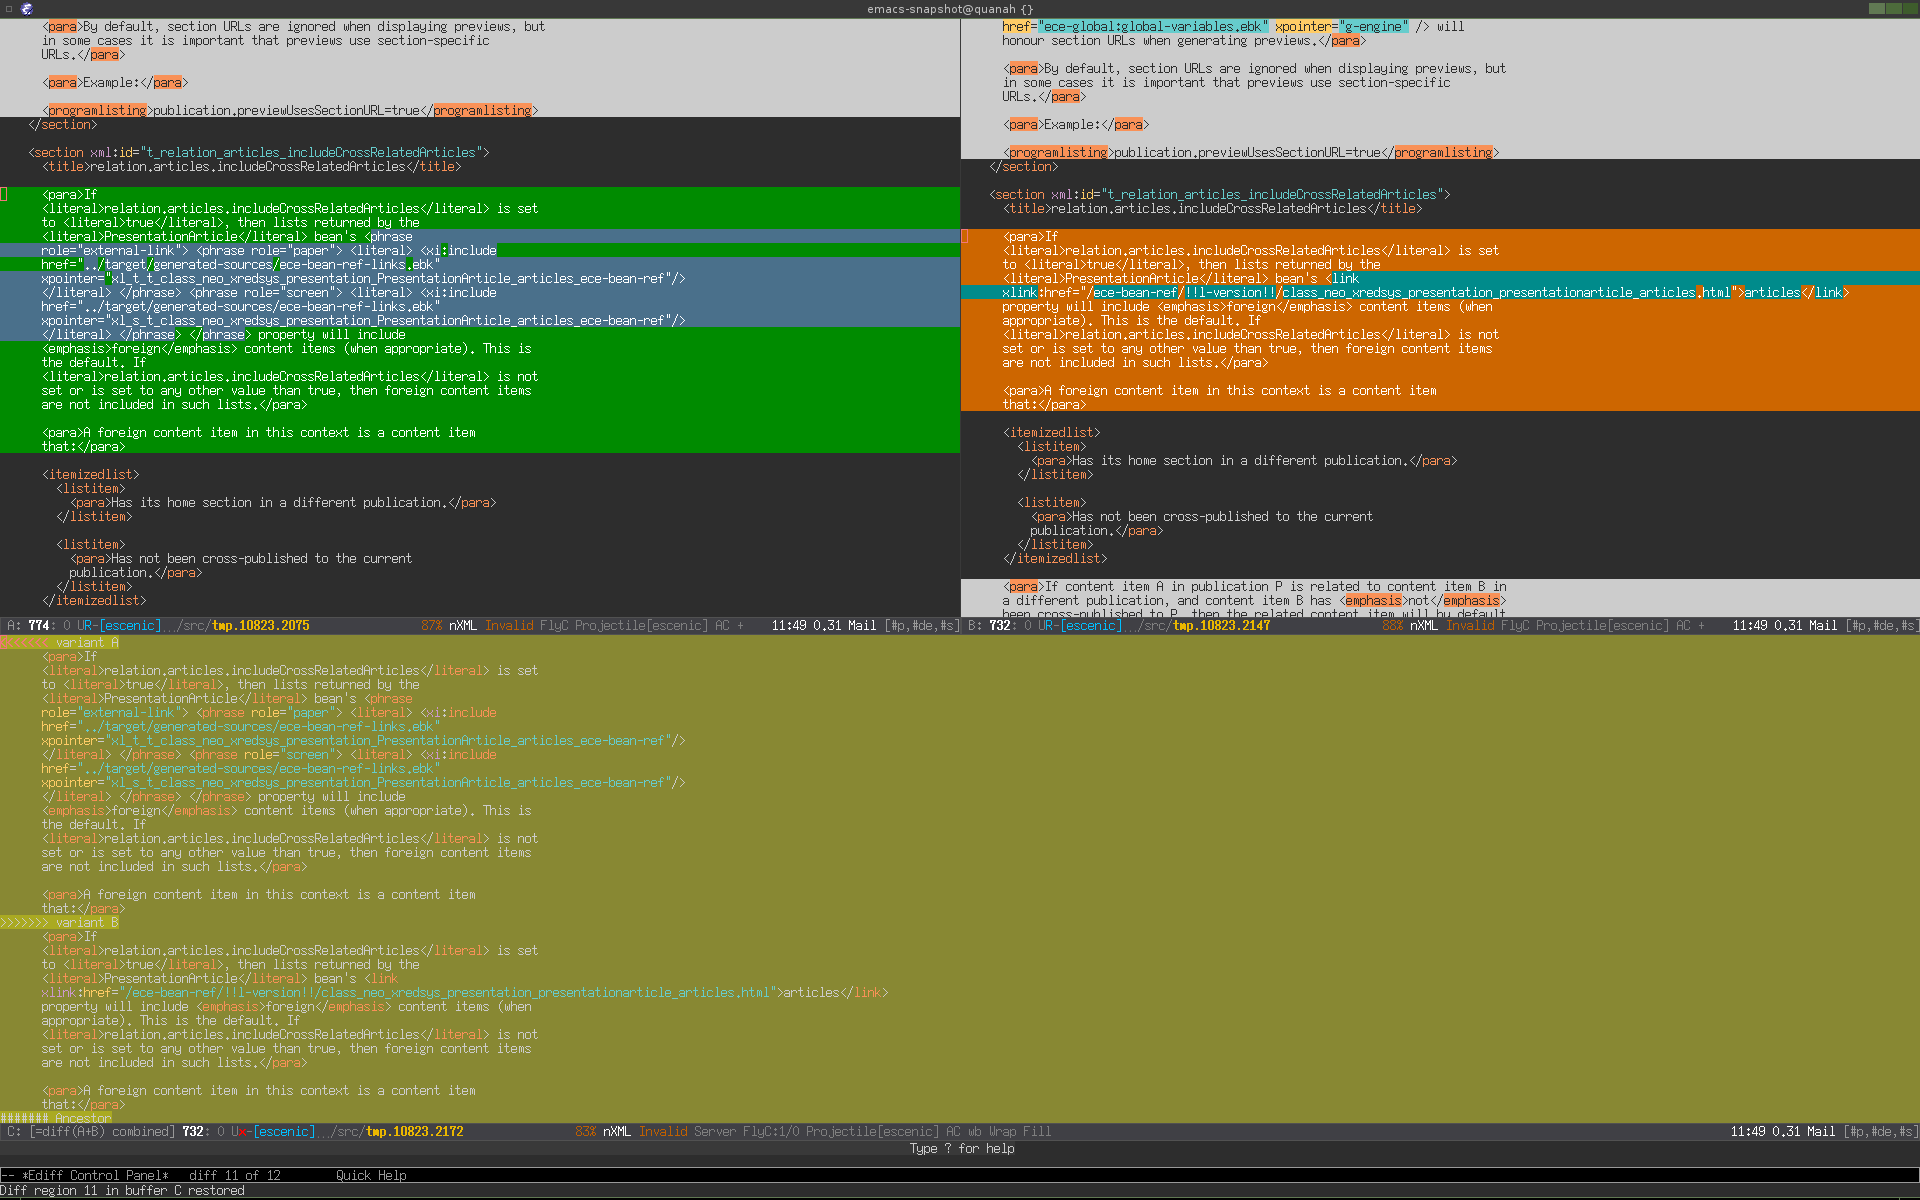 emacs-snapshot@quanah {}
<para>By default, section URLs are ignored when displaying previews, but
in some cases it is important that previews use section-specific
URLs.</para>
<para>Example:</para>
<programlisting>publication.previewUsesSectionURL=true</programlisting>
</section>
<section xml:id="t_relation_articles_includeCrossRelatedArticles">
<title>relation.articles.includeCrossRelatedArticles</title>
<para>If
<literal>relation.articles.includeCrossRelatedArticles</literal> is set
to <literal>true</literal>, then lists returned by the
<literal>PresentationArticle</literal> bean's <phrase
role="external-link"> <phrase role="paper"> <literal> <xi:include
href="../target/generated-sources/ece-bean-ref-links.ebk"
xpointer="xl_t_t_class_neo_xredsys_presentation_PresentationArticle_articles_ece-bean-ref"/>
</literal> </phrase> <phrase role="screen"> <literal> <xi:include
href="../target/generated-sources/ece-bean-ref-links.ebk"
xpointer="xl_s_t_class_neo_xredsys_presentation_PresentationArticle_articles_ece-bean-ref"/>
</literal> </phrase> </phrase> property will include
<emphasis>foreign</emphasis> content items (when appropriate). This is
the default. If
<literal>relation.articles.includeCrossRelatedArticles</literal> is not
set or is set to any other value than true, then foreign content items
are not included in such lists.</para>
<para>A foreign content item in this context is a content item
that:</para>
<itemizedlist>
<listitem>
<para>Has its home section in a different publication.</para>
</listitem>
<listitem>
<para>Has not been cross-published to the current
publication.</para>
</listitem>
</itemizedlist>
A: 774: 0 UR-[escenic].../src/tmp.10823.2075 87% nXML Invalid FlyC Projectile[escenic] AC + 11:49 0.31 Mail [#p,#de,#s]
href="ece-global:global-variables.ebk" xpointer="g-engine" /> will
honour section URLs when generating previews.</para>
<para>By default, section URLs are ignored when displaying previews, but
in some cases it is important that previews use section-specific
URLs.</para>
<para>Example:</para>
<programlisting>publication.previewUsesSectionURL=true</programlisting>
</section>
<section xml:id="t_relation_articles_includeCrossRelatedArticles">
<title>relation.articles.includeCrossRelatedArticles</title>
<para>If
<literal>relation.articles.includeCrossRelatedArticles</literal> is set
to <literal>true</literal>, then lists returned by the
<literal>PresentationArticle</literal> bean's <link
xlink:href="/ece-bean-ref/!!l-version!!/class_neo_xredsys_presentation_presentationarticle_articles.html">articles</link>
property will include <emphasis>foreign</emphasis> content items (when
appropriate). This is the default. If
<literal>relation.articles.includeCrossRelatedArticles</literal> is not
set or is set to any other value than true, then foreign content items
are not included in such lists.</para>
<para>A foreign content item in this context is a content item
that:</para>
<itemizedlist>
<listitem>
<para>Has its home section in a different publication.</para>
</listitem>
<listitem>
<para>Has not been cross-published to the current
publication.</para>
</listitem>
</itemizedlist>
<para>If content item A in publication P is related to content item B in
a different publication, and content item B has <emphasis>not</emphasis>
been cross-published to P, then the related content item will by default
B: 732: 0 UR-[escenic].../src/tmp.10823.2147 88% nXML Invalid FlyC Projectile[escenic] AC + 11:49 0.31 Mail [#p,#de,#s]
<<<<<<< variant A
<para>If
<literal>relation.articles.includeCrossRelatedArticles</literal> is set
to <literal>true</literal>, then lists returned by the
<literal>PresentationArticle</literal> bean's <phrase
role="external-link"> <phrase role="paper"> <literal> <xi:include
href="../target/generated-sources/ece-bean-ref-links.ebk"
xpointer="xl_t_t_class_neo_xredsys_presentation_PresentationArticle_articles_ece-bean-ref"/>
</literal> </phrase> <phrase role="screen"> <literal> <xi:include
href="../target/generated-sources/ece-bean-ref-links.ebk"
xpointer="xl_s_t_class_neo_xredsys_presentation_PresentationArticle_articles_ece-bean-ref"/>
</literal> </phrase> </phrase> property will include
<emphasis>foreign</emphasis> content items (when appropriate). This is
the default. If
<literal>relation.articles.includeCrossRelatedArticles</literal> is not
set or is set to any other value than true, then foreign content items
are not included in such lists.</para>
<para>A foreign content item in this context is a content item
that:</para>
>>>>>>> variant B
<para>If
<literal>relation.articles.includeCrossRelatedArticles</literal> is set
to <literal>true</literal>, then lists returned by the
<literal>PresentationArticle</literal> bean's <link
xlink:href="/ece-bean-ref/!!l-version!!/class_neo_xredsys_presentation_presentationarticle_articles.html">articles</link>
property will include <emphasis>foreign</emphasis> content items (when
appropriate). This is the default. If
<literal>relation.articles.includeCrossRelatedArticles</literal> is not
set or is set to any other value than true, then foreign content items
are not included in such lists.</para>
<para>A foreign content item in this context is a content item
that:</para>
####### Ancestor
C: [=diff(A+B) combined] 732: 0 Ux-[escenic].../src/tmp.10823.2172 83% nXML Invalid Server FlyC:1/0 Projectile[escenic] AC wb Wrap Fill 11:49 0.31 Mail [#p,#de,#s]
Type ? for help
-- *Ediff Control Panel* diff 11 of 12 Quick Help
Diff region 11 in buffer C restored